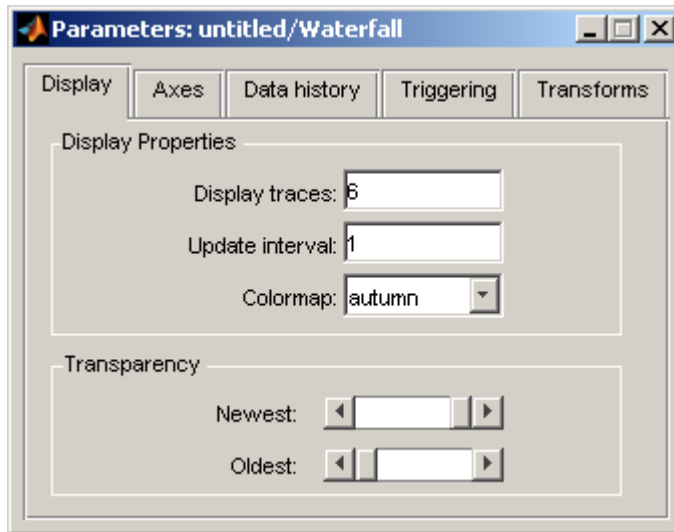 Parameters: untitled/Waterfall
Display Axes Data history Triggering Transforms
Display Properties
Display traces: 6
Update interval: 1
Colormap: autumn
Transparency
Newest:
Oldest: